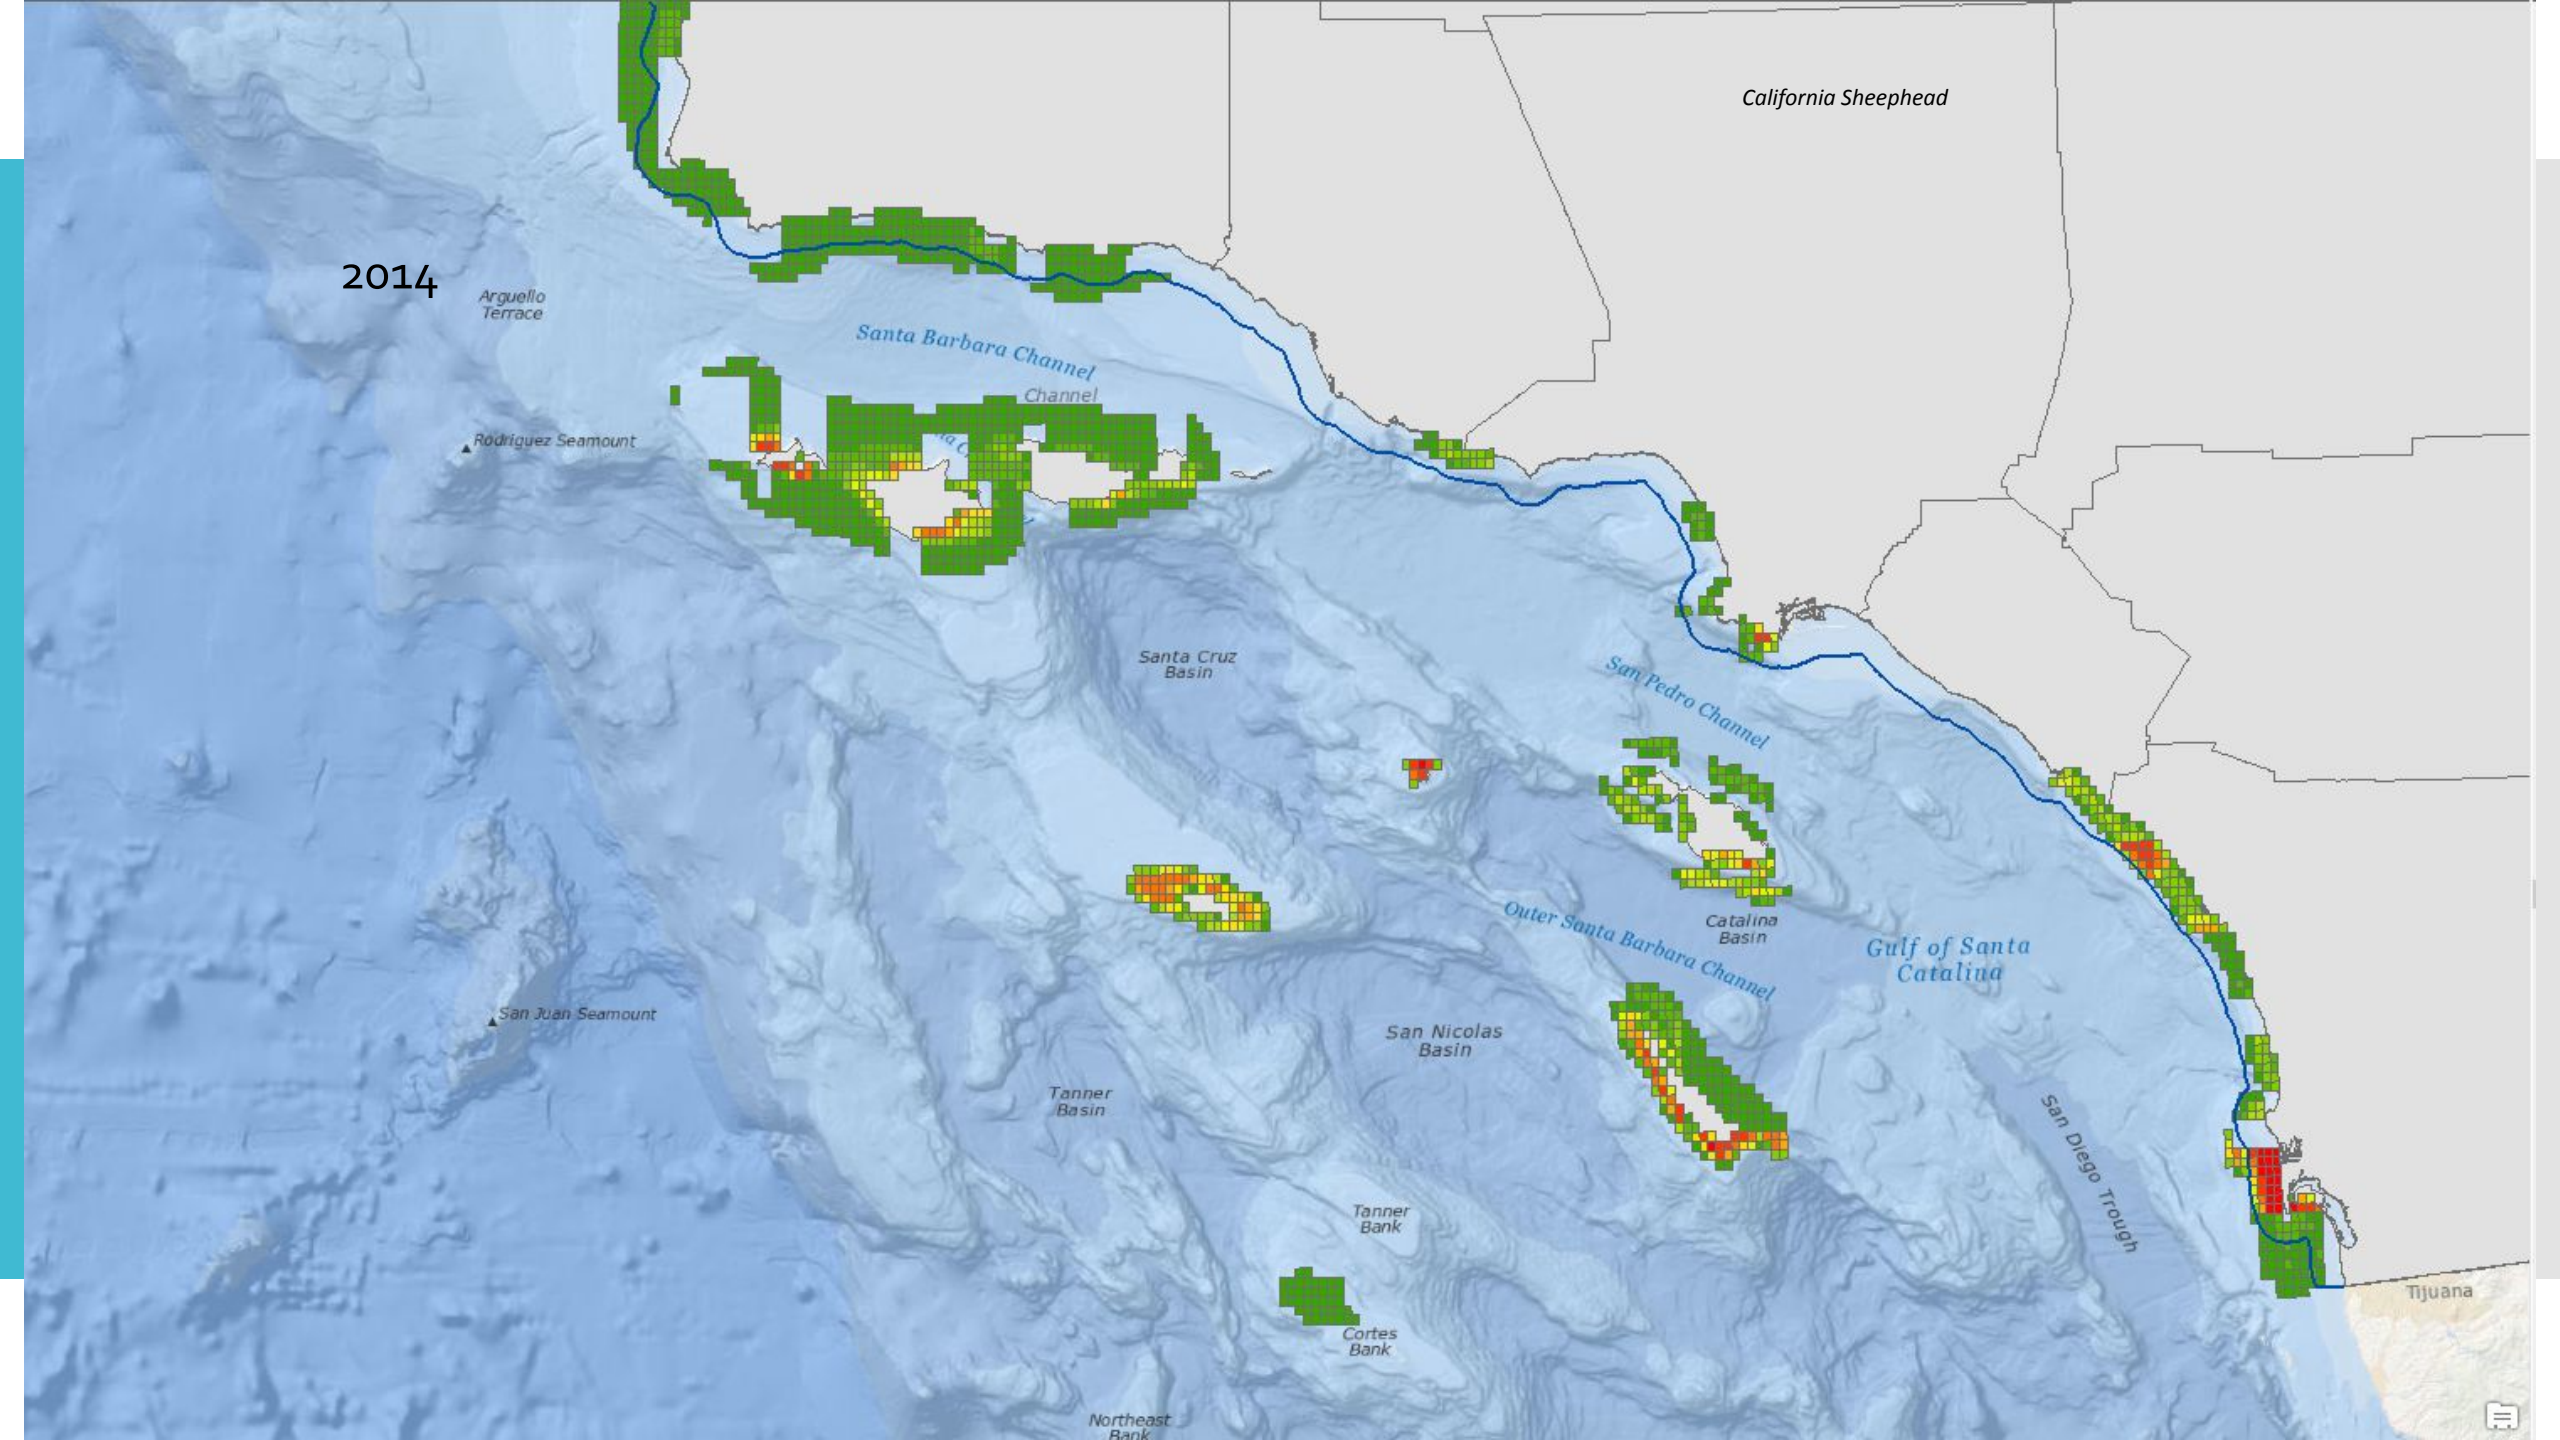 California Sheephead
2014
Arguello
Terrace
Santa Barbara Channel
Channel
Rodriguez Seamount
Santa Cruz
Basin
San Pedro Channel
Outer Santa Barbara Channel
Catalina
Basin
Gulf of Santa
Catalina
San Juan Seamount
San Nicolas
Basin
Tanner
Basin
San Diego Trough
Tanner
Bank
Tijuana
Cortes
Bank
Northeast
Bank